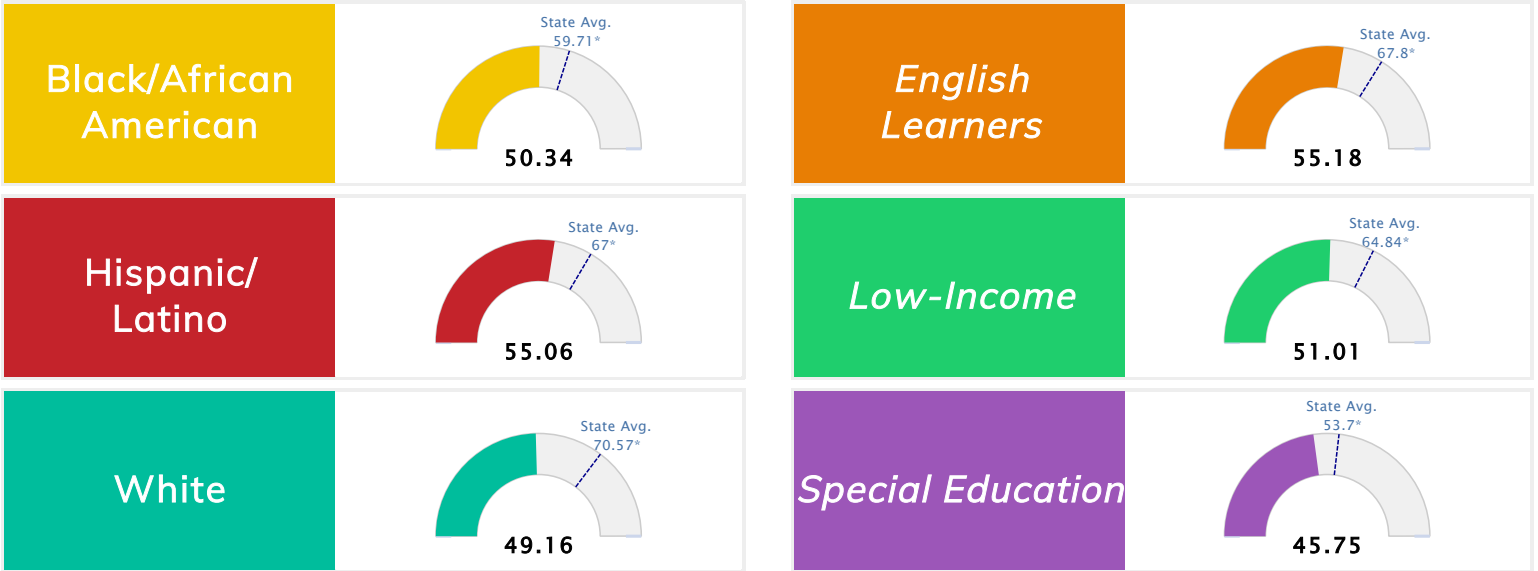 Black/African
American
State Avg.
59.71*
50.34
English
Learners
State Avg.
67.8*
55.18
Hispanic/
Latino
State Avg.
67*
55.06
Low-Income
State Avg.
64.84*
51.01
White
State Avg.
70.57*
49.16
Special Education
State Avg.
53.7*
45.75